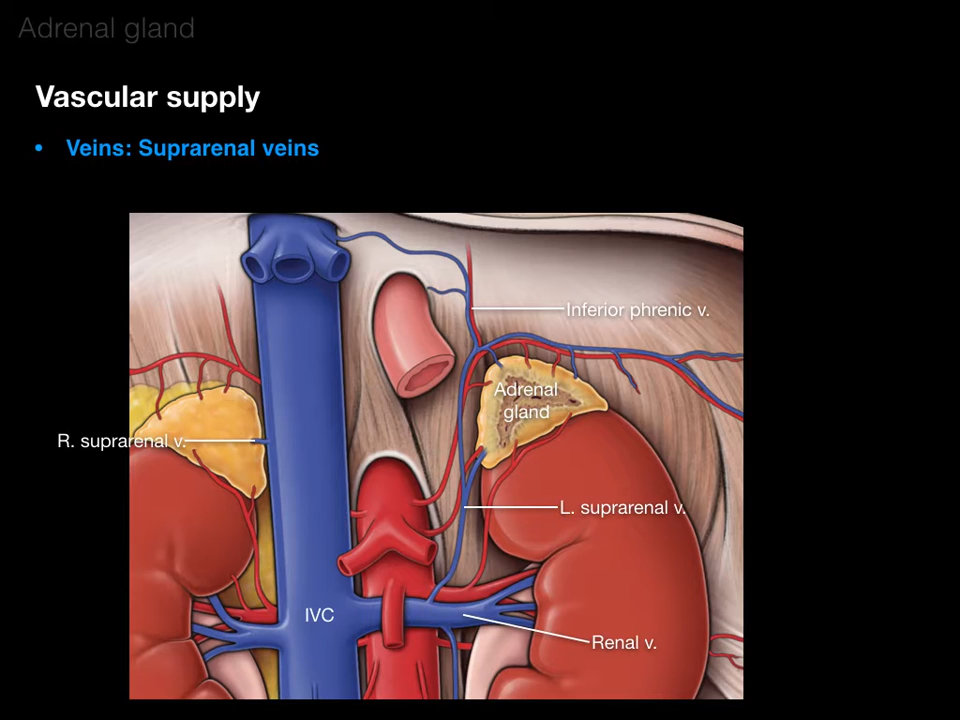 Adrenal gland
Vascular supply
• Veins: Suprarenal veins
Inferior phrenic v.
Adrenal
gland
R. suprarenal v.
L. suprarenal v.
IVC
Renal v.